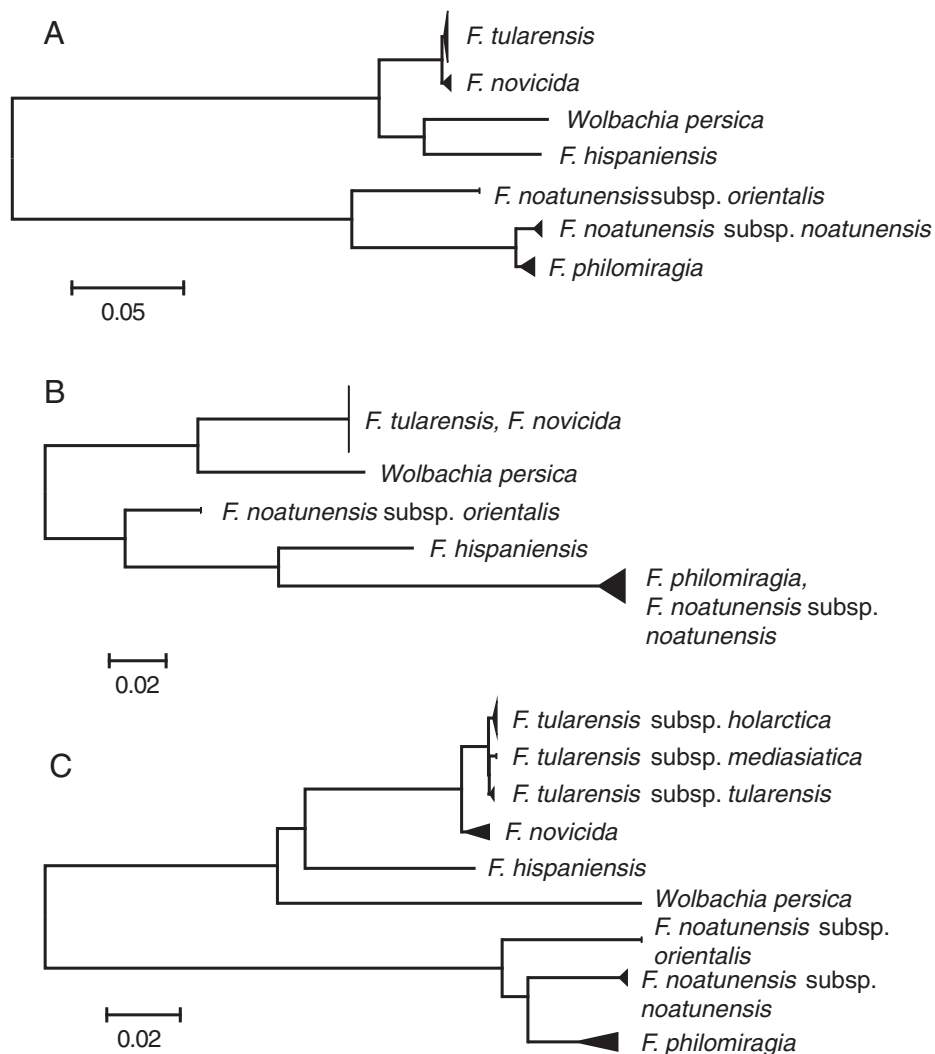 A
F. tularensis
F. novicida
Wolbachia persica
F. hispaniensis
F. noatunensissubsp. orientalis
F. noatunensis subsp. noatunensis
F. philomiragia
0.05
B
F. tularensis, F. novicida
Wolbachia persica
F. noatunensis subsp. orientalis
F. hispaniensis
F. philomiragia,
F. noatunensis subsp.
noatunensis
0.02
C
F. tularensis subsp. holarctica
F. tularensis subsp. mediasiatica
F. tularensis subsp. tularensis
F. novicida
F. hispaniensis
Wolbachia persica
F. noatunensis subsp.
orientalis
F. noatunensis subsp.
noatunensis
F. philomiragia
0.02